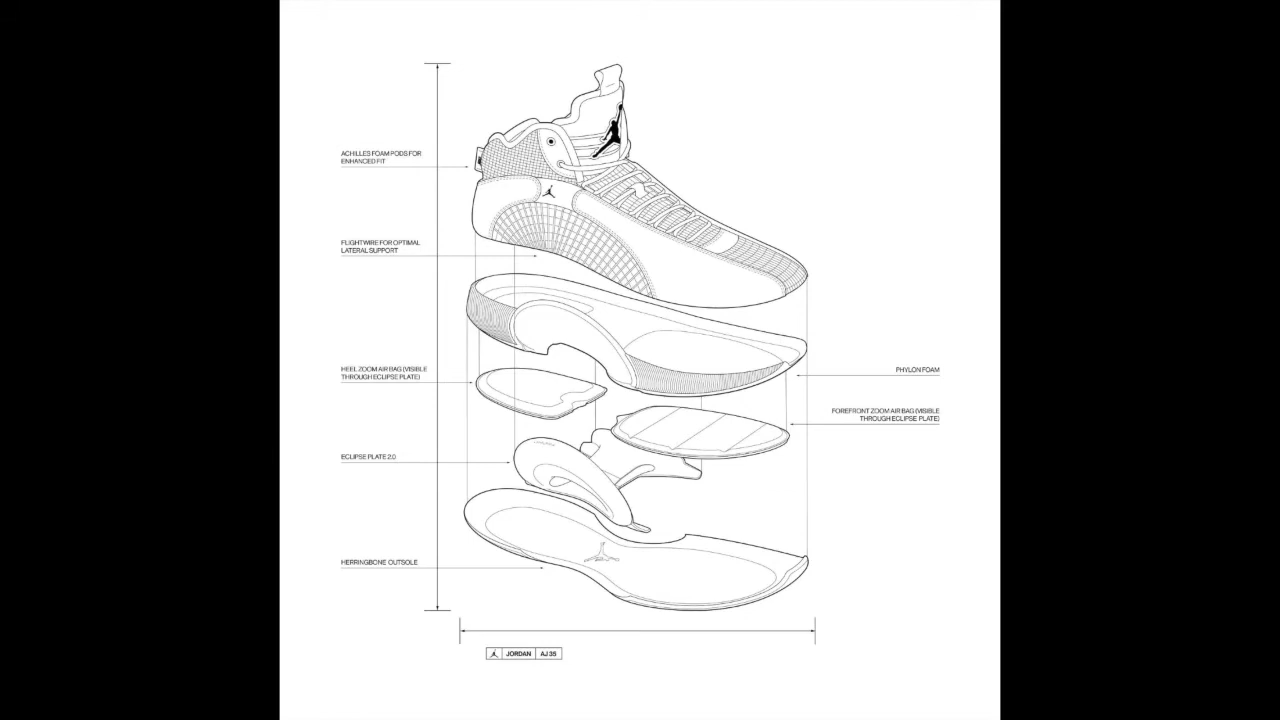 ACHILLES FOAM PODS FOR
ENHANCED FIT
FLIGHTWIRE FOR OPTIMAL
LATERAL SUPPORT
HEEL ZOOM AIR BAG (VISIBLE
THROUGH ECLIPSE PLATE)
PHYLON FOAM
FOREFRONT ZOOM AIR BAG (VISIBLE
THROUGH ECLIPSE PLATE)
ECLIPSE PLATE 2.0
HERRINGBONE OUTSOLE
JORDAN AJ 35